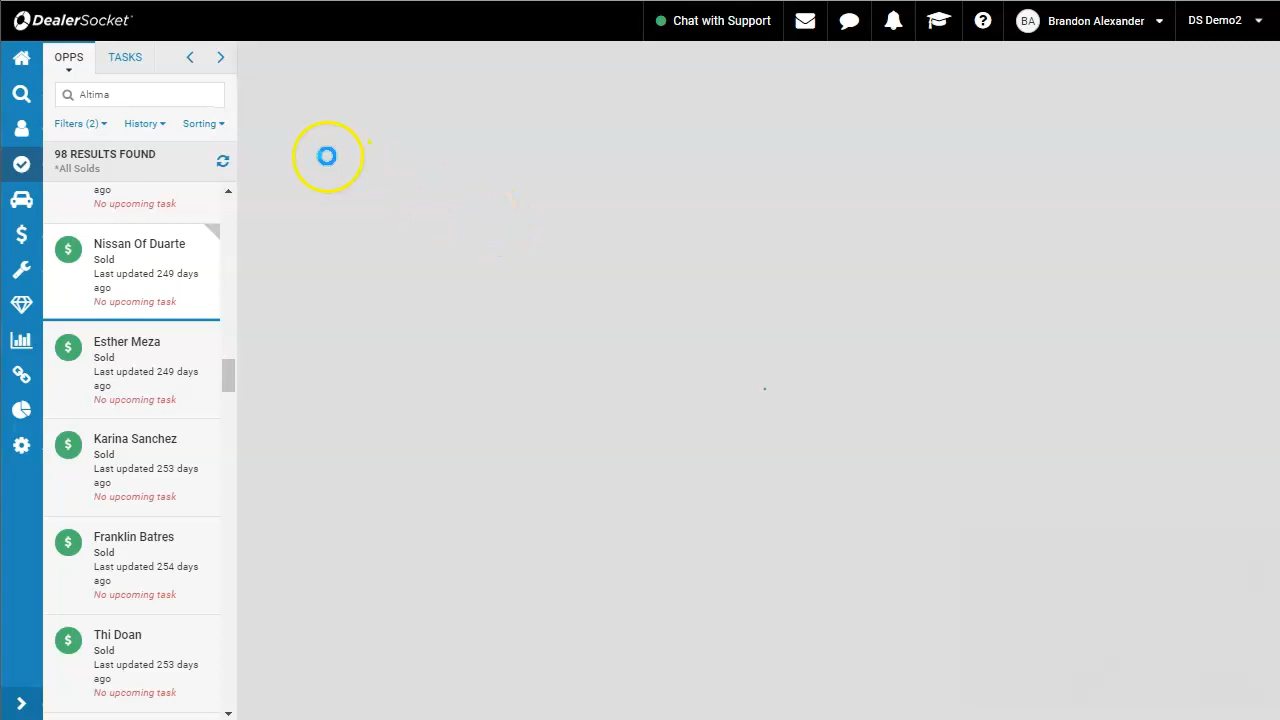 DealerSocket
Chat with Support
BA
Brandon Alexander
DS Demo2
OPPS
TASKS
Altima
Filters (2)
History
Sorting
98 RESULTS FOUND
*All Solds
ago
No upcoming task
$
Nissan Of Duarte
Sold
Last updated 249 days
ago
No upcoming task
$
Esther Meza
Sold
Last updated 249 days
ago
No upcoming task
$
Karina Sanchez
Sold
Last updated 253 days
ago
No upcoming task
$
Franklin Batres
Sold
Last updated 254 days
ago
No upcoming task
$
Thi Doan
Sold
Last updated 253 days
ago
No upcoming task